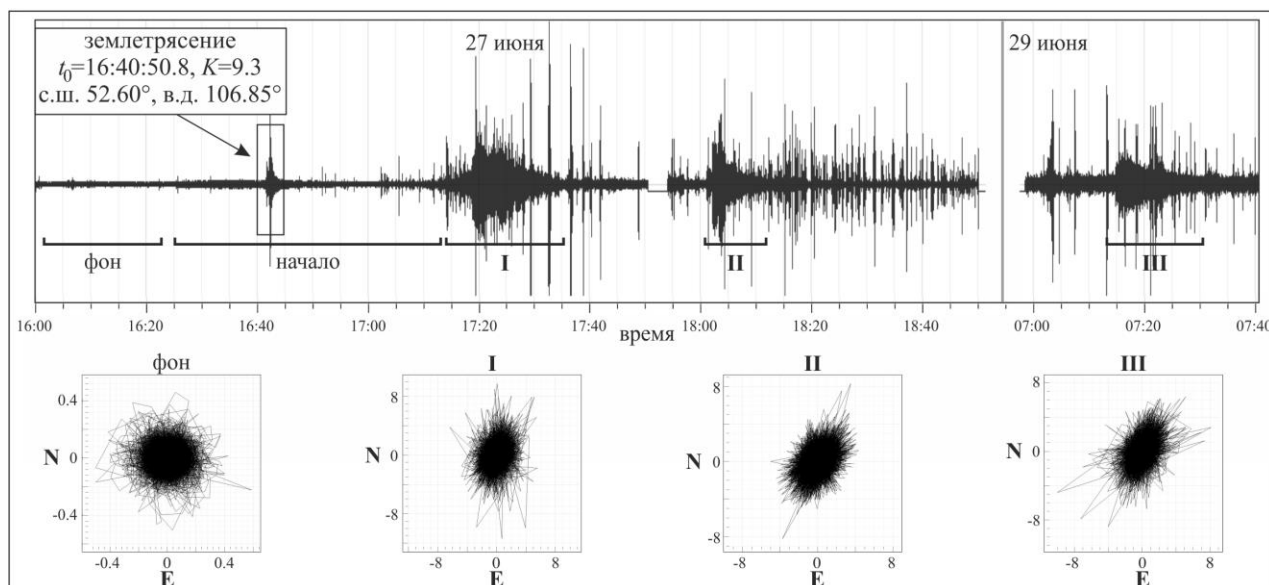 землетрясение
t₀=16:40:50.8, K=9.3
с.ш. 52.60°, в.д. 106.85°
27 июня
29 июня
фон
начало
I
II
III
16:00 16:20 16:40 17:00 17:20 17:40 18:00 18:20 18:40 07:00 07:20 07:40
время
фон
0.4
N 0
-0.4
-0.4 0 0.4
E
I
8
N 0
-8
-8 0 8
E
II
8
N 0
-8
-8 0 8
E
III
8
N 0
-8
-8 0 8
E